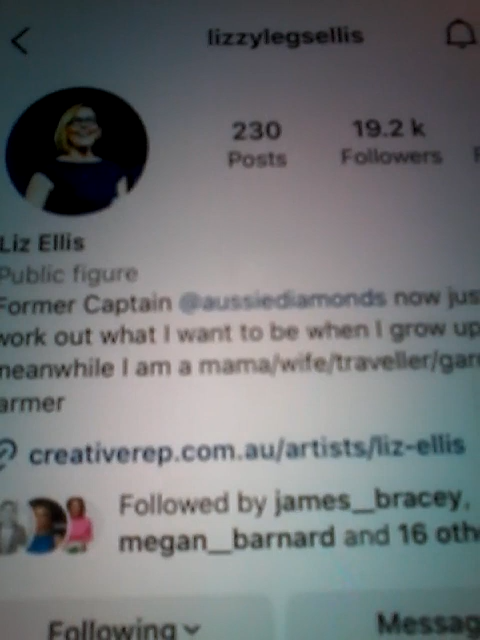 lizzylegsellis
230 19.2 k
Posts Followers
Liz Ellis
Public figure
Former Captain @aussiediamonds now jus
work out what I want to be when I grow up
meanwhile I am a mama/wife/traveller/gar
armer
creativerep.com.au/artists/liz-ellis
Followed by james__bracey,
megan__barnard and 16 oth
Following Messag